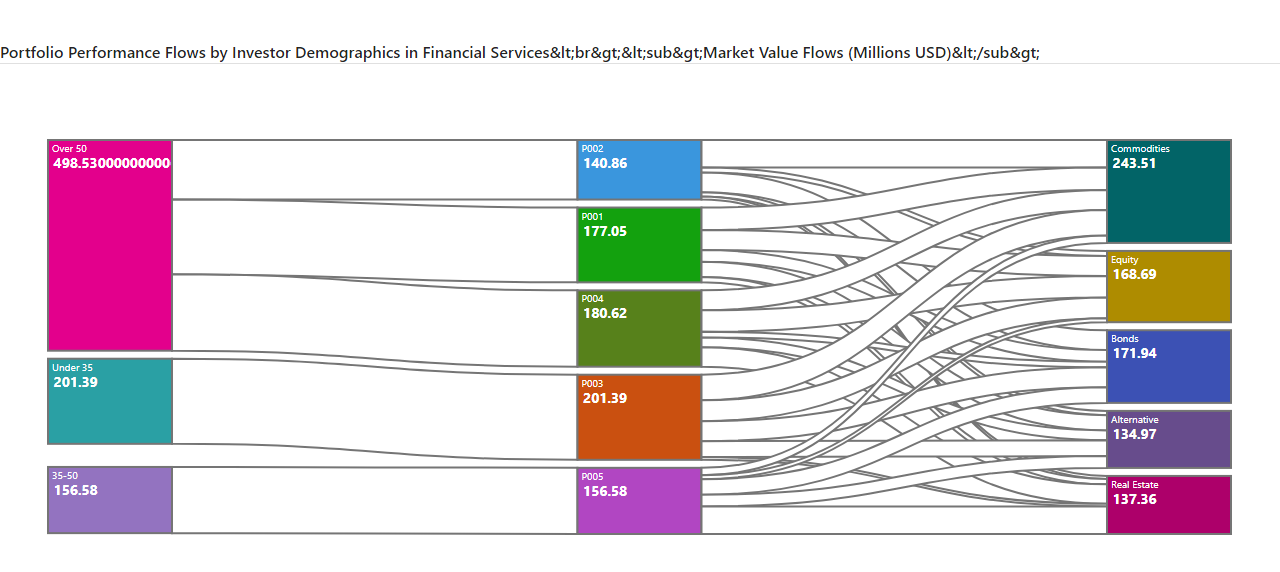 Portfolio Performance Flows by Investor Demographics in Financial Services&lt;br&gt;&lt;sub&gt;Market Value Flows (Millions USD)&lt;/sub&gt;
Over 50
498.53000000000
Under 35
201.39
35-50
156.58
P002
140.86
P001
177.05
P004
180.62
P003
201.39
P005
156.58
Commodities
243.51
Equity
168.69
Bonds
171.94
Alternative
134.97
Real Estate
137.36